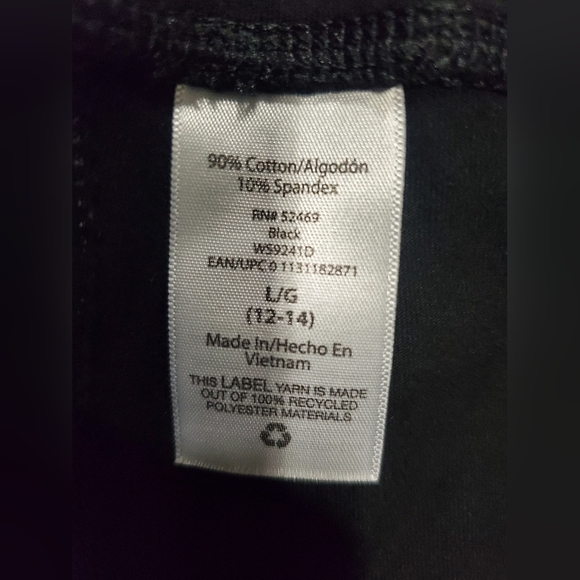 90% Cotton/Algodón
10% Spandex
RN# 52469
Black
WS9241D
EAN/UPC 0 1131182871
L/G
(12-14)
Made In/Hecho En
Vietnam
THIS LABEL YARN IS MADE
OUT OF 100% RECYCLED
POLYESTER MATERIALS